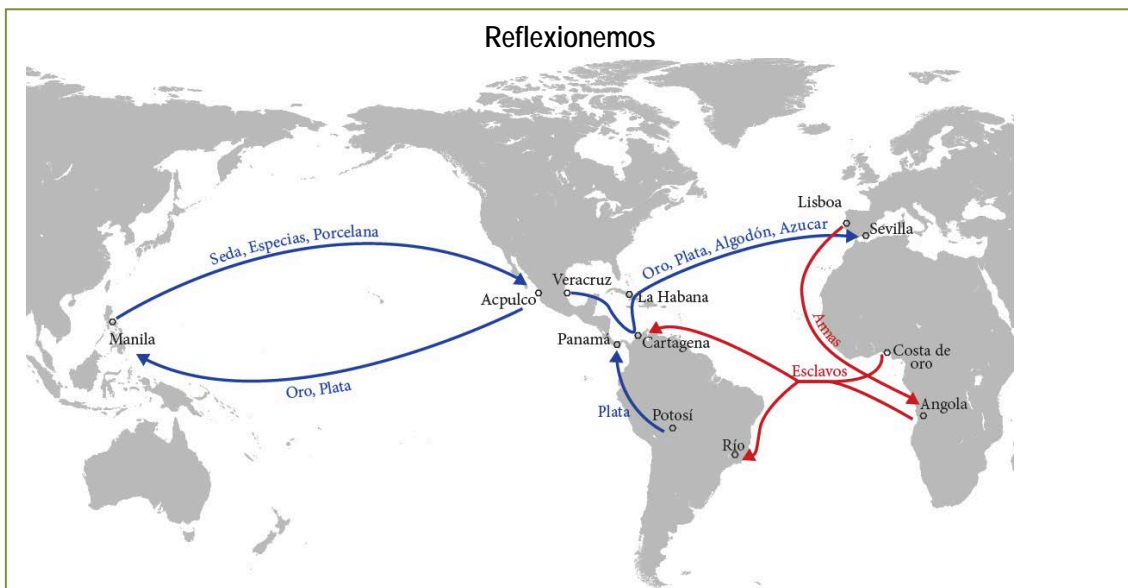 Reflexionemos
Lisboa
Sevilla
Seda, Especias, Porcelana
Oro, Plata, Algodón, Azucar
Veracruz
Acpulco
La Habana
Manila
Panamá
Cartagena
Armas
Costa de
oro
Esclavos
Oro, Plata
Plata
Potosí
Angola
Río